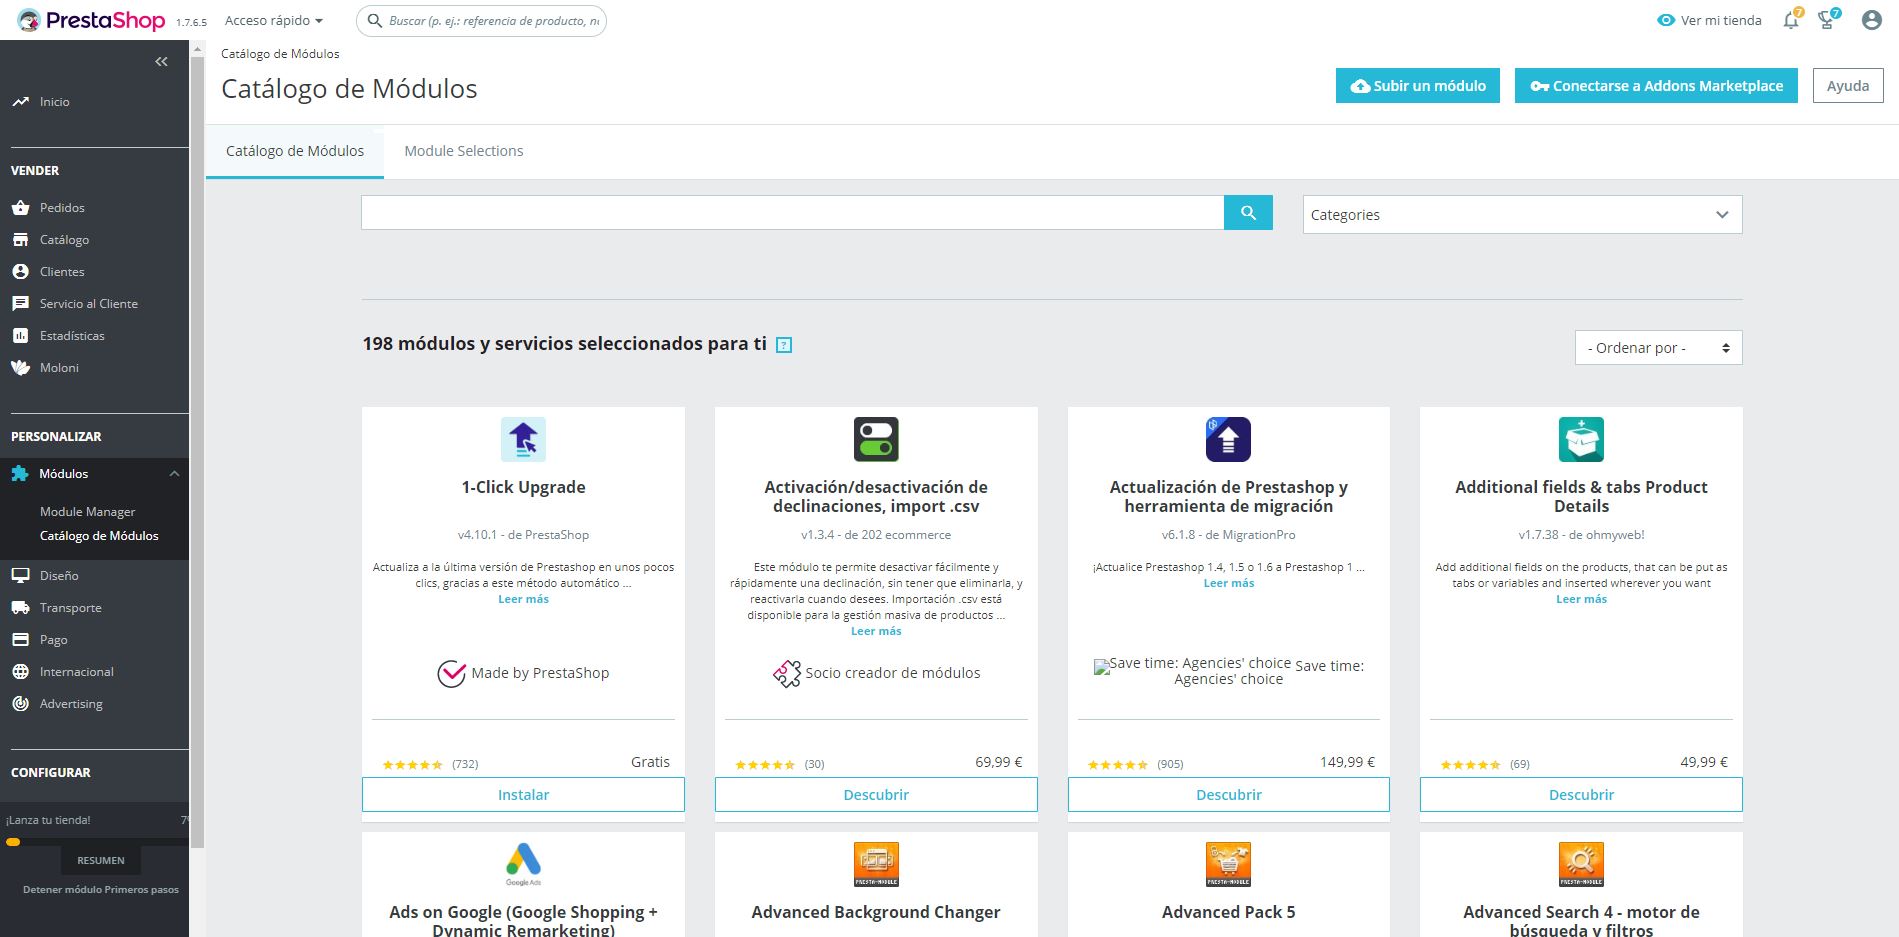 PrestaShop 1.7.6.5 Acceso rápido Buscar (p. ej.: referencia de producto, no Ver mi tienda 7 7
Inicio
VENDER
Pedidos
Catálogo
Clientes
Servicio al Cliente
Estadísticas
Moloni
PERSONALIZAR
Módulos
Module Manager
Catálogo de Módulos
Diseño
Transporte
Pago
Internacional
Advertising
CONFIGURAR
¡Lanza tu tienda! 7%
RESUMEN
Detener módulo Primeros pasos
Catálogo de Módulos
Catálogo de Módulos
Subir un módulo Conectarse a Addons Marketplace Ayuda
Catálogo de Módulos Module Selections
Categories
198 módulos y servicios seleccionados para ti ?
- Ordenar por -
1-Click Upgrade
v4.10.1 - de PrestaShop
Actualiza a la última versión de Prestashop en unos pocos
clics, gracias a este método automático ...
Leer más
Made by PrestaShop
(732) Gratis
Instalar
Activación/desactivación de
declinaciones, import .csv
v1.3.4 - de 202 ecommerce
Este módulo te permite desactivar fácilmente y
rápidamente una declinación, sin tener que eliminarla, y
reactivarla cuando desees. Importación .csv está
disponible para la gestión masiva de productos ...
Leer más
Socio creador de módulos
(30) 69,99 €
Descubrir
Actualización de Prestashop y
herramienta de migración
v6.1.8 - de MigrationPro
¡Actualice Prestashop 1.4, 1.5 o 1.6 a Prestashop 1 ...
Leer más
Save time: Agencies' choice Save time:
Agencies' choice
(905) 149,99 €
Descubrir
Additional fields & tabs Product
Details
v1.7.38 - de ohmyweb!
Add additional fields on the products, that can be put as
tabs or variables and inserted wherever you want
Leer más
(69) 49,99 €
Descubrir
Google Ads
Ads on Google (Google Shopping +
Dynamic Remarketing)
PRESTA-MODULE
Advanced Background Changer
PRESTA-MODULE
Advanced Pack 5
PRESTA-MODULE
Advanced Search 4 - motor de
búsqueda y filtros